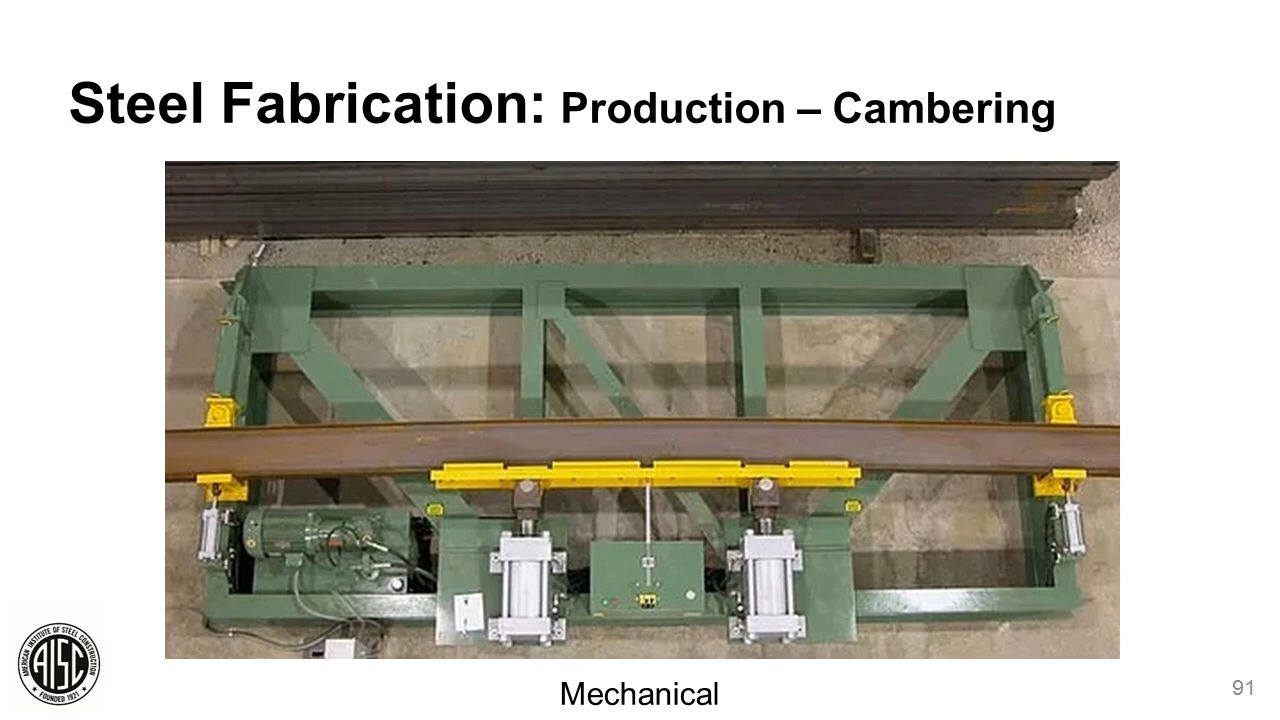 Steel Fabrication: Production – Cambering
AMERICAN INSTITUTE OF STEEL CONSTRUCTION
AISC
FOUNDED 1921
Mechanical
91